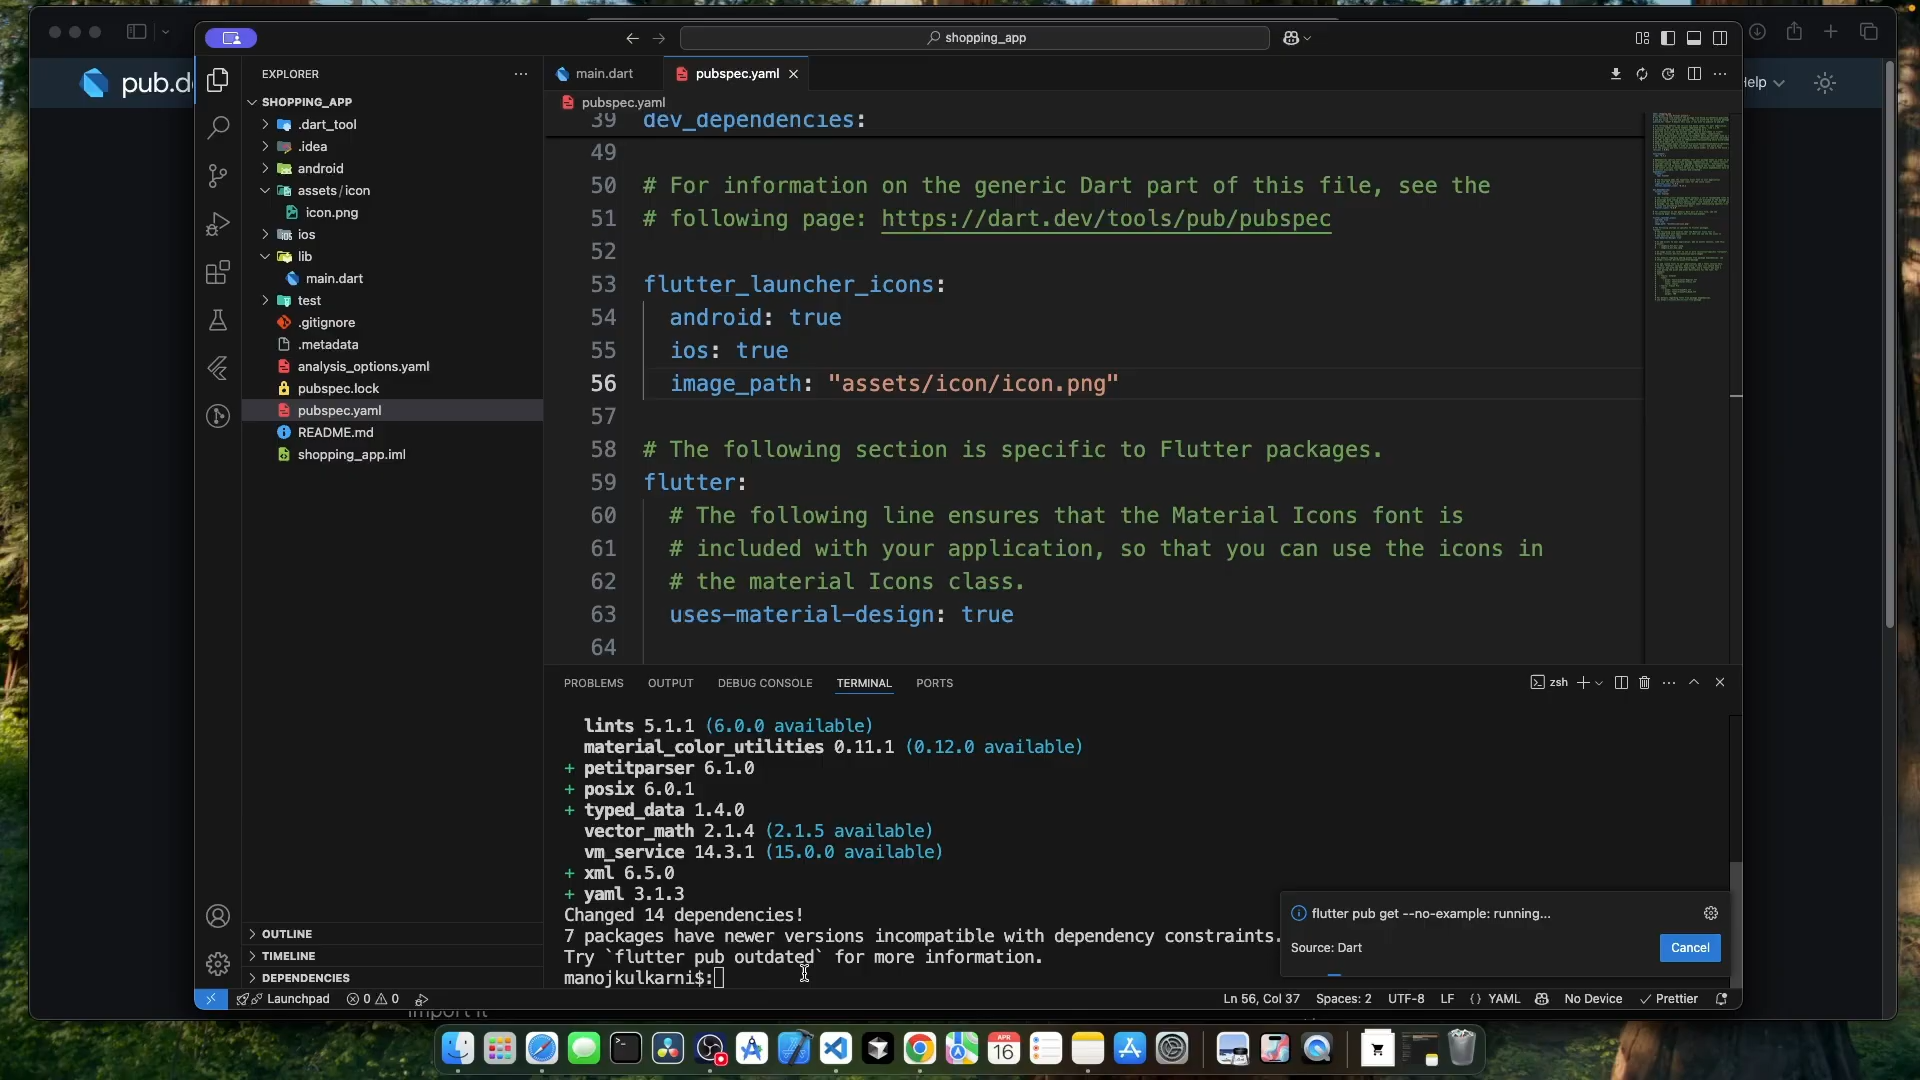 shopping_app
pub.d
Help
EXPLORER
main.dart
pubspec.yaml
SHOPPING_APP
.dart_tool
.idea
android
assets/icon
icon.png
ios
lib
main.dart
test
.gitignore
.metadata
analysis_options.yaml
pubspec.lock
pubspec.yaml
README.md
shopping_app.iml
OUTLINE
TIMELINE
DEPENDENCIES
pubspec.yaml
39 dev_dependencies:
49
50 # For information on the generic Dart part of this file, see the
51 # following page: https://dart.dev/tools/pub/pubspec
52
53 flutter_launcher_icons:
54 android: true
55 ios: true
56 image_path: "assets/icon/icon.png"
57
58 # The following section is specific to Flutter packages.
59 flutter:
60 # The following line ensures that the Material Icons font is
61 # included with your application, so that you can use the icons in
62 # the material Icons class.
63 uses-material-design: true
64
PROBLEMS OUTPUT DEBUG CONSOLE TERMINAL PORTS
zsh
lints 5.1.1 (6.0.0 available)
material_color_utilities 0.11.1 (0.12.0 available)
+ petitparser 6.1.0
+ posix 6.0.1
+ typed_data 1.4.0
vector_math 2.1.4 (2.1.5 available)
vm_service 14.3.1 (15.0.0 available)
+ xml 6.5.0
+ yaml 3.1.3
Changed 14 dependencies!
7 packages have newer versions incompatible with dependency constraints.
Try `flutter pub outdated` for more information.
manojkulkarni$:
flutter pub get --no-example: running...
Source: Dart
Cancel
Launchpad 0 0
Ln 56, Col 37 Spaces: 2 UTF-8 LF {} YAML No Device Prettier
APR
16